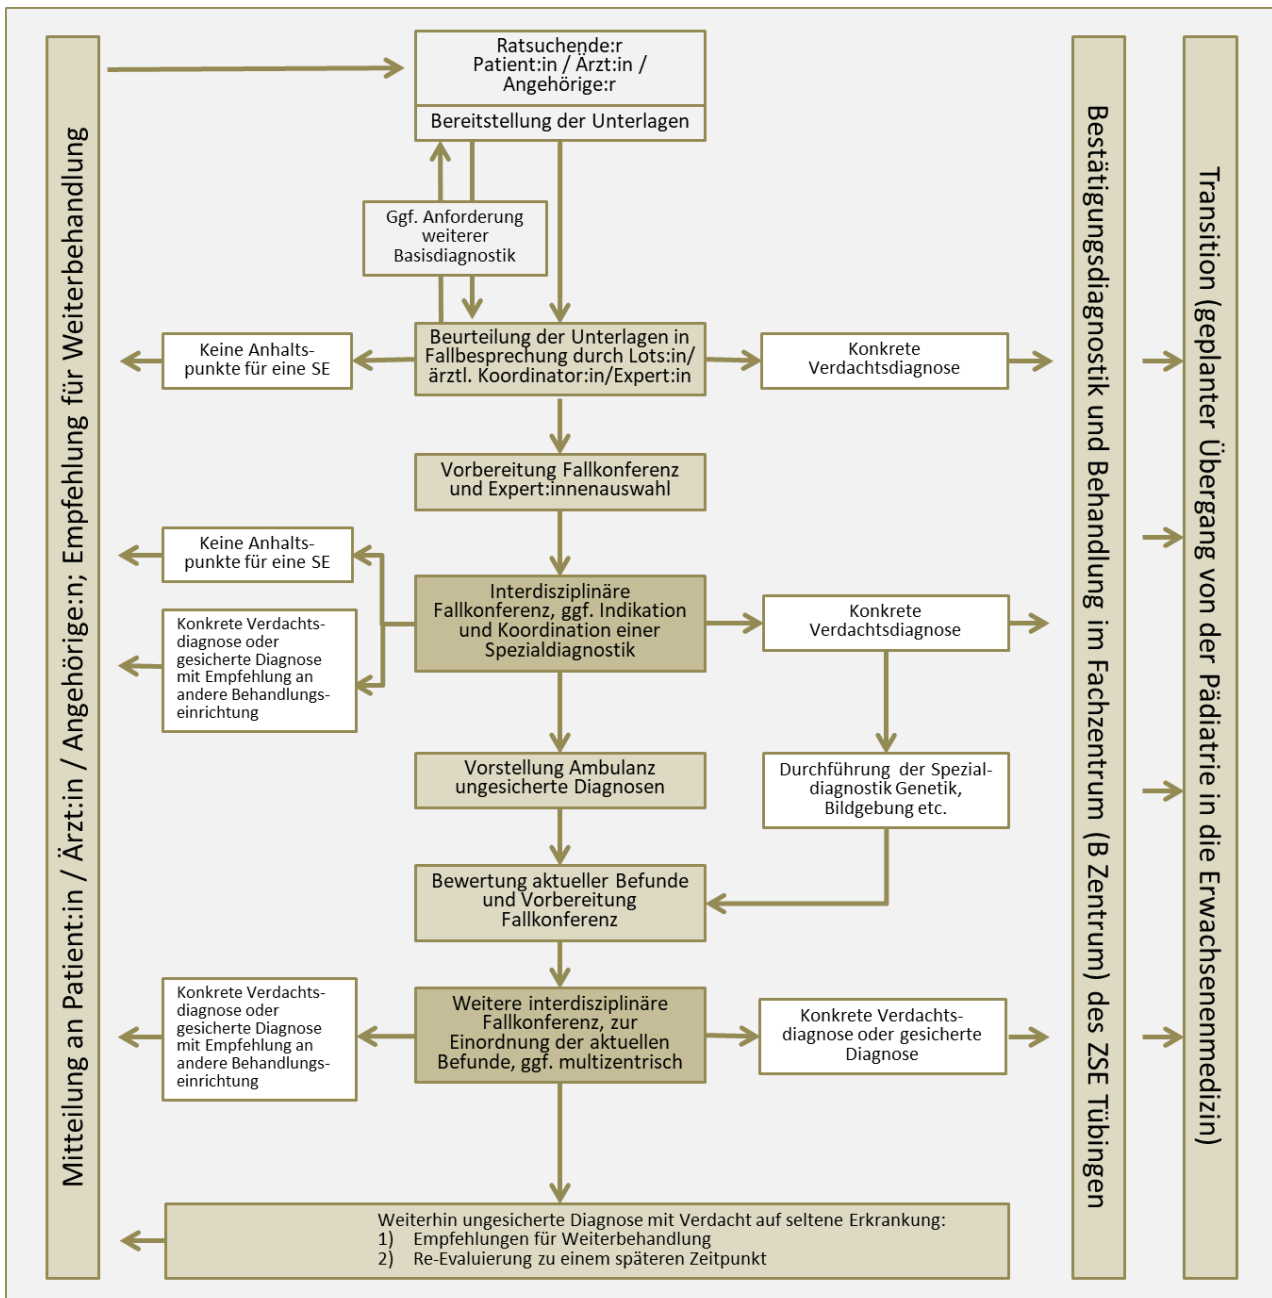 Mitteilung an Patient:in / Ärzt:in / Angehörige:n; Empfehlung für Weiterbehandlung
Ratsuchende:r
Patient:in / Ärzt:in /
Angehörige:r
Bereitstellung der Unterlagen
Ggf. Anforderung
weiterer
Basisdiagnostik
Keine Anhalts-
punkte für eine SE
Beurteilung der Unterlagen in
Fallbesprechung durch Lots:in/
ärztl. Koordinator:in/Expert:in
Konkrete
Verdachtsdiagnose
Vorbereitung Fallkonferenz
und Expert:innenauswahl
Keine Anhalts-
punkte für eine SE
Konkrete Verdachts-
diagnose oder
gesicherte Diagnose
mit Empfehlung an
andere Behandlungs-
einrichtung
Interdisziplinäre
Fallkonferenz, ggf. Indikation
und Koordination einer
Spezialdiagnostik
Konkrete
Verdachtsdiagnose
Vorstellung Ambulanz
ungesicherte Diagnosen
Durchführung der Spezial-
diagnostik Genetik,
Bildgebung etc.
Bewertung aktueller Befunde
und Vorbereitung
Fallkonferenz
Konkrete Verdachts-
diagnose oder
gesicherte Diagnose
mit Empfehlung an
andere Behandlungs-
einrichtung
Weitere interdisziplinäre
Fallkonferenz, zur
Einordnung der aktuellen
Befunde, ggf. multizentrisch
Konkrete Verdachts-
diagnose oder gesicherte
Diagnose
Weiterhin ungesicherte Diagnose mit Verdacht auf seltene Erkrankung:
1) Empfehlungen für Weiterbehandlung
2) Re-Evaluierung zu einem späteren Zeitpunkt
Bestätigungsdiagnostik und Behandlung im Fachzentrum (B Zentrum) des ZSE Tübingen
Transition (geplanter Übergang von der Pädiatrie in die Erwachsenenmedizin)